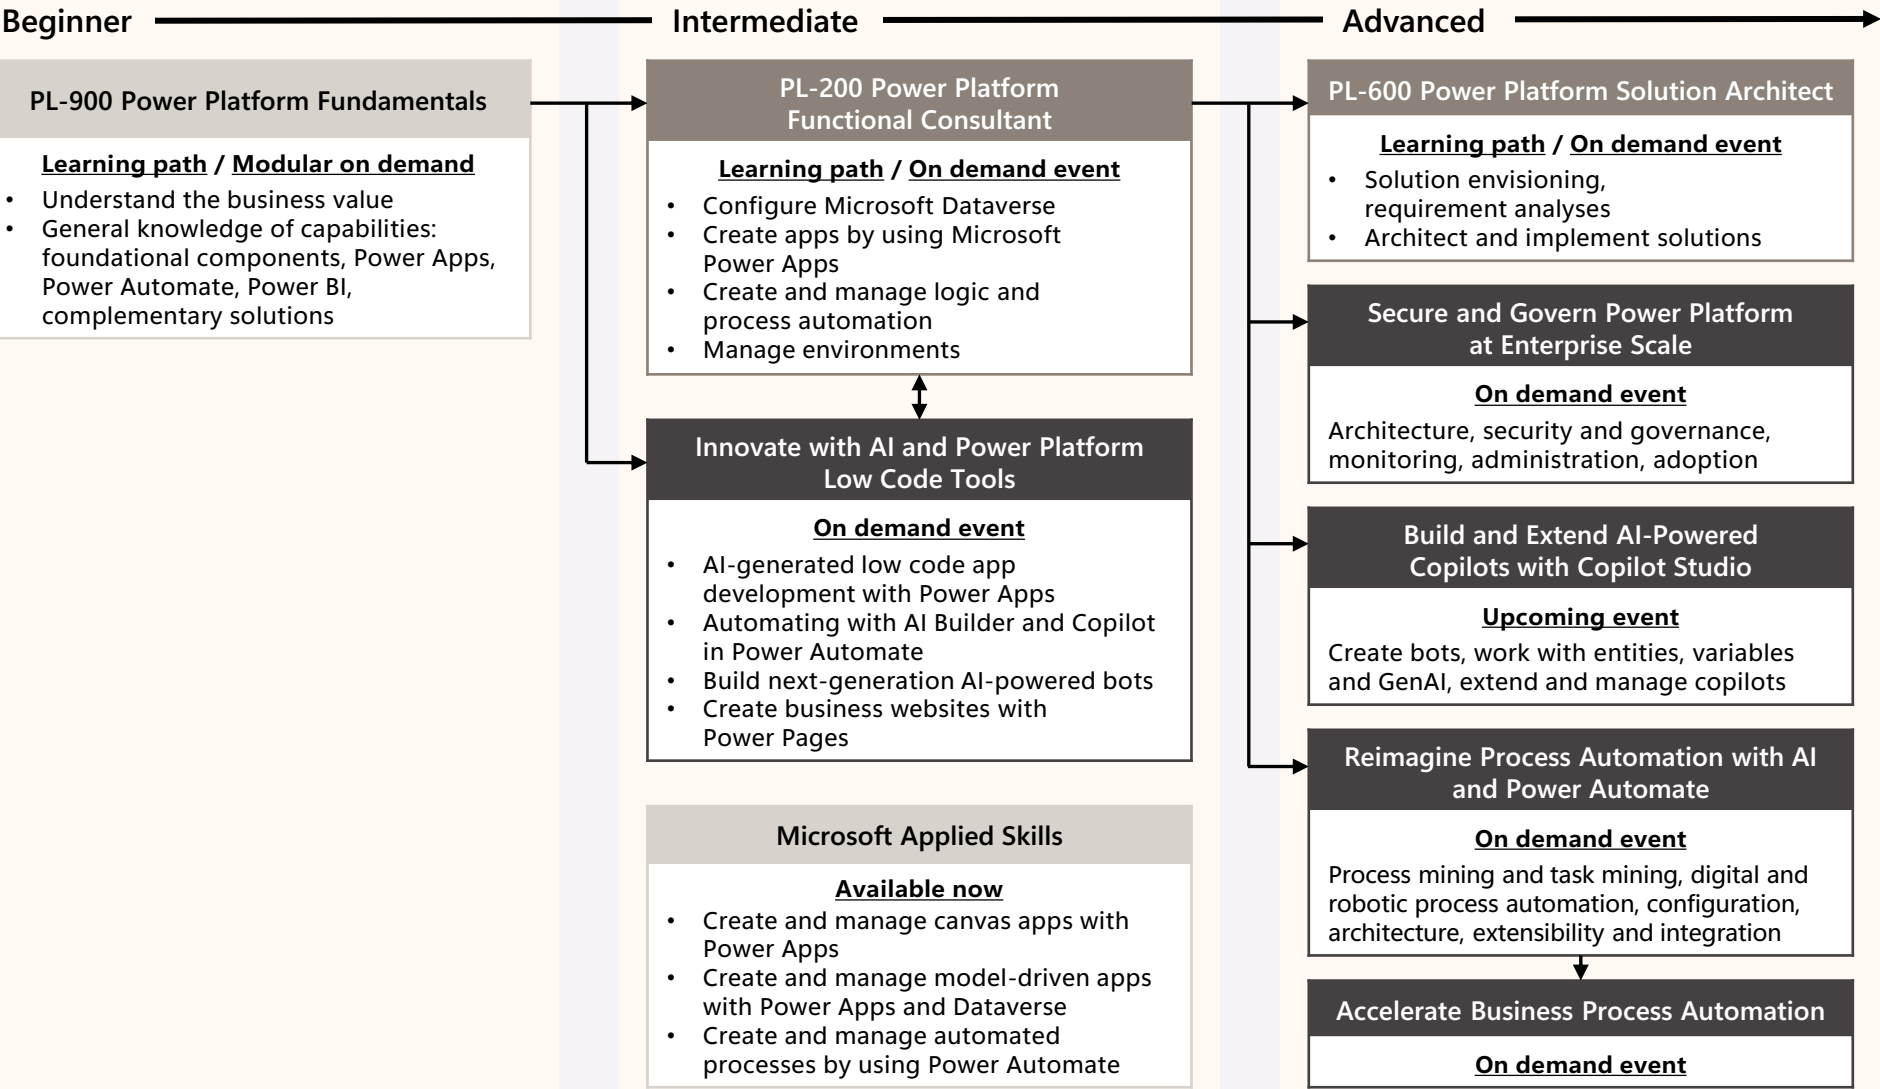 Beginner
Intermediate
Advanced
PL-900 Power Platform Fundamentals
Learning path / Modular on demand
• Understand the business value
• General knowledge of capabilities:
foundational components, Power Apps,
Power Automate, Power BI,
complementary solutions
PL-200 Power Platform
Functional Consultant
Learning path / On demand event
• Configure Microsoft Dataverse
• Create apps by using Microsoft
Power Apps
• Create and manage logic and
process automation
• Manage environments
Innovate with AI and Power Platform
Low Code Tools
On demand event
• AI-generated low code app
development with Power Apps
• Automating with AI Builder and Copilot
in Power Automate
• Build next-generation AI-powered bots
• Create business websites with
Power Pages
Microsoft Applied Skills
Available now
• Create and manage canvas apps with
Power Apps
• Create and manage model-driven apps
with Power Apps and Dataverse
• Create and manage automated
processes by using Power Automate
PL-600 Power Platform Solution Architect
Learning path / On demand event
• Solution envisioning,
requirement analyses
• Architect and implement solutions
Secure and Govern Power Platform
at Enterprise Scale
On demand event
Architecture, security and governance,
monitoring, administration, adoption
Build and Extend AI-Powered
Copilots with Copilot Studio
Upcoming event
Create bots, work with entities, variables
and GenAI, extend and manage copilots
Reimagine Process Automation with AI
and Power Automate
On demand event
Process mining and task mining, digital and
robotic process automation, configuration,
architecture, extensibility and integration
Accelerate Business Process Automation
On demand event